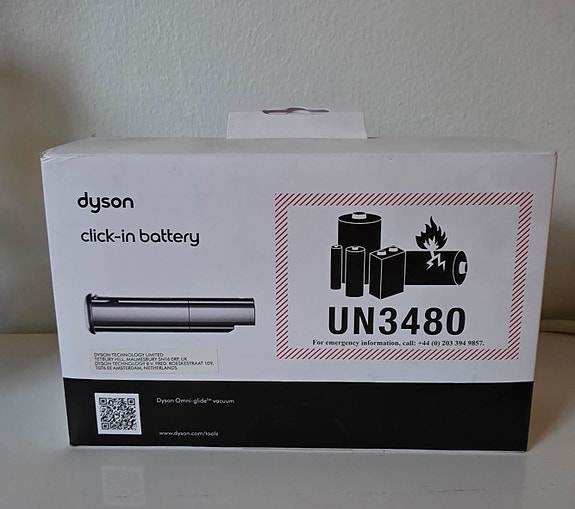 dyson
click-in battery
UN3480
For emergency information, call: +44 (0) 203 394 9857.
DYSON TECHNOLOGY LIMITED
TETBURY HILL, MALMESBURY SN16 0RP, UK
DYSON TECHNOLOGY B.V. FRED. ROESKESTRAAT 109,
1076 EE AMSTERDAM, NETHERLANDS
Dyson Omni-glide™ vacuum
www.dyson.com/tools